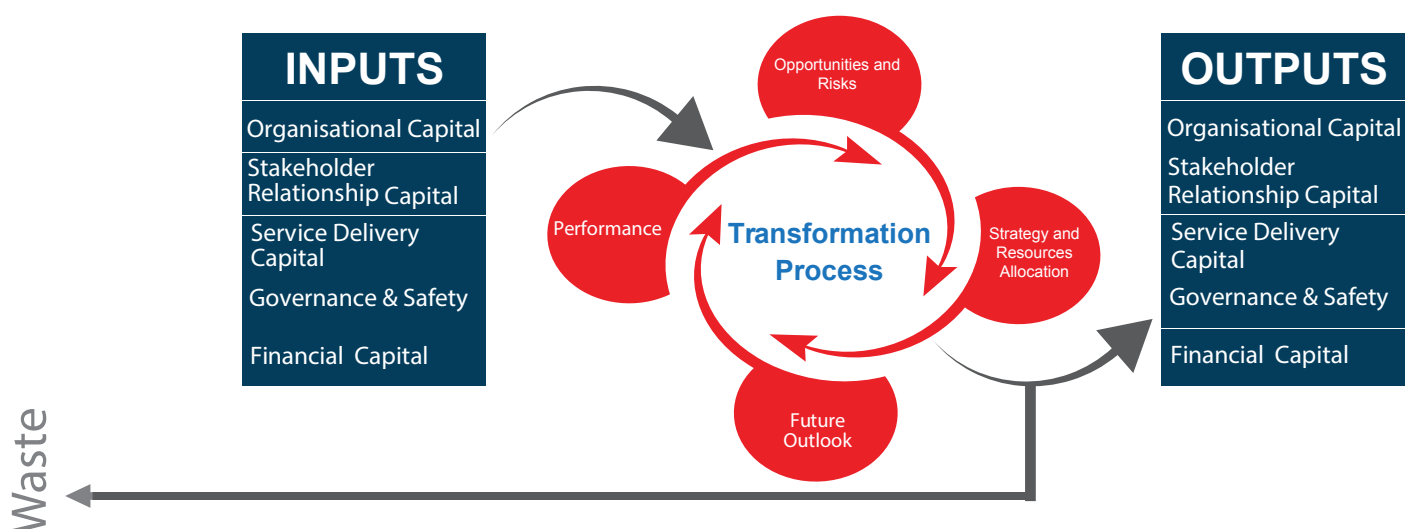 INPUTS
Organisational Capital
Stakeholder
Relationship Capital
Service Delivery
Capital
Governance & Safety
Financial Capital
Opportunities and
Risks
Performance
Transformation
Process
Strategy and
Resources
Allocation
Future
Outlook
OUTPUTS
Organisational Capital
Stakeholder
Relationship Capital
Service Delivery
Capital
Governance & Safety
Financial Capital
Waste